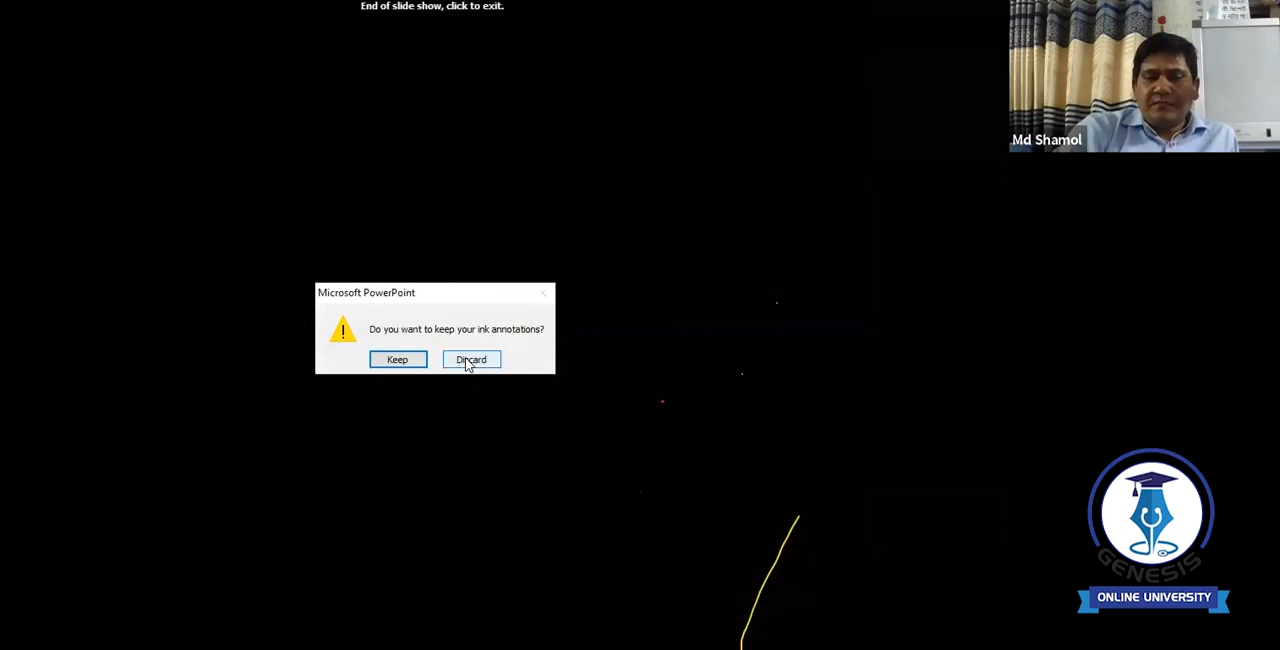 End of slide show, click to exit.
Md Shamol
Microsoft PowerPoint
Do you want to keep your ink annotations?
Keep
Discard
GENESIS
ONLINE UNIVERSITY